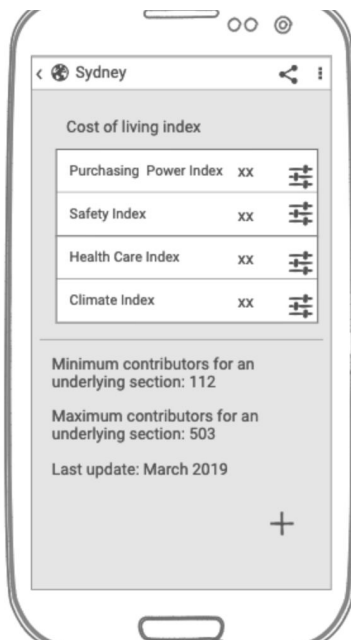 Sydney
Cost of living index
Purchasing Power Index xx
Safety Index xx
Health Care Index xx
Climate Index xx
Minimum contributors for an
underlying section: 112
Maximum contributors for an
underlying section: 503
Last update: March 2019